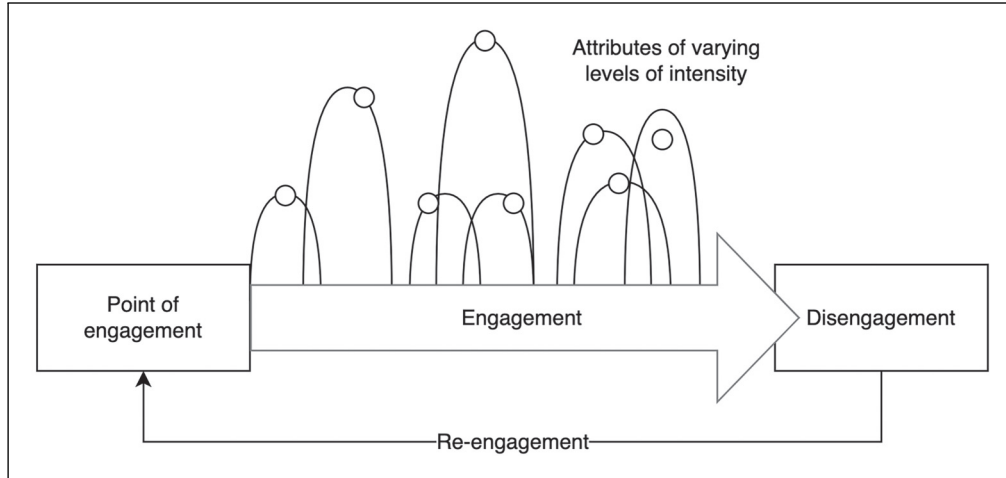 Attributes of varying
levels of intensity
Point of
engagement
Engagement
Disengagement
Re-engagement